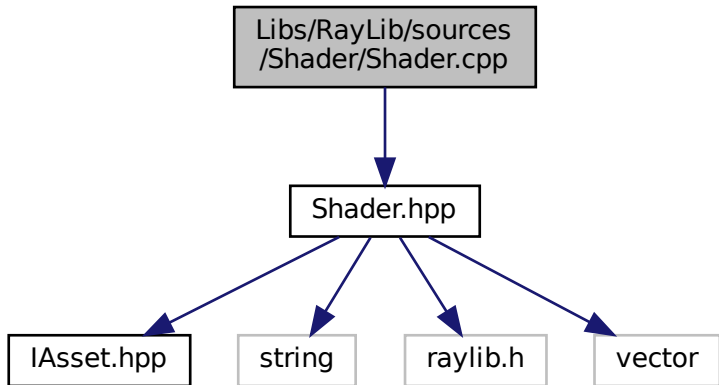 Libs/RayLib/sources
/Shader/Shader.cpp
Shader.hpp
IAsset.hpp
string
raylib.h
vector